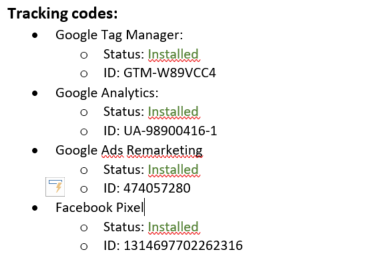 Tracking codes:
• Google Tag Manager:
o Status: Installed
o ID: GTM-W89VCC4
• Google Analytics:
o Status: Installed
o ID: UA-98900416-1
• Google Ads Remarketing
o Status: Installed
o ID: 474057280
• Facebook Pixel
o Status: Installed
o ID: 1314697702262316